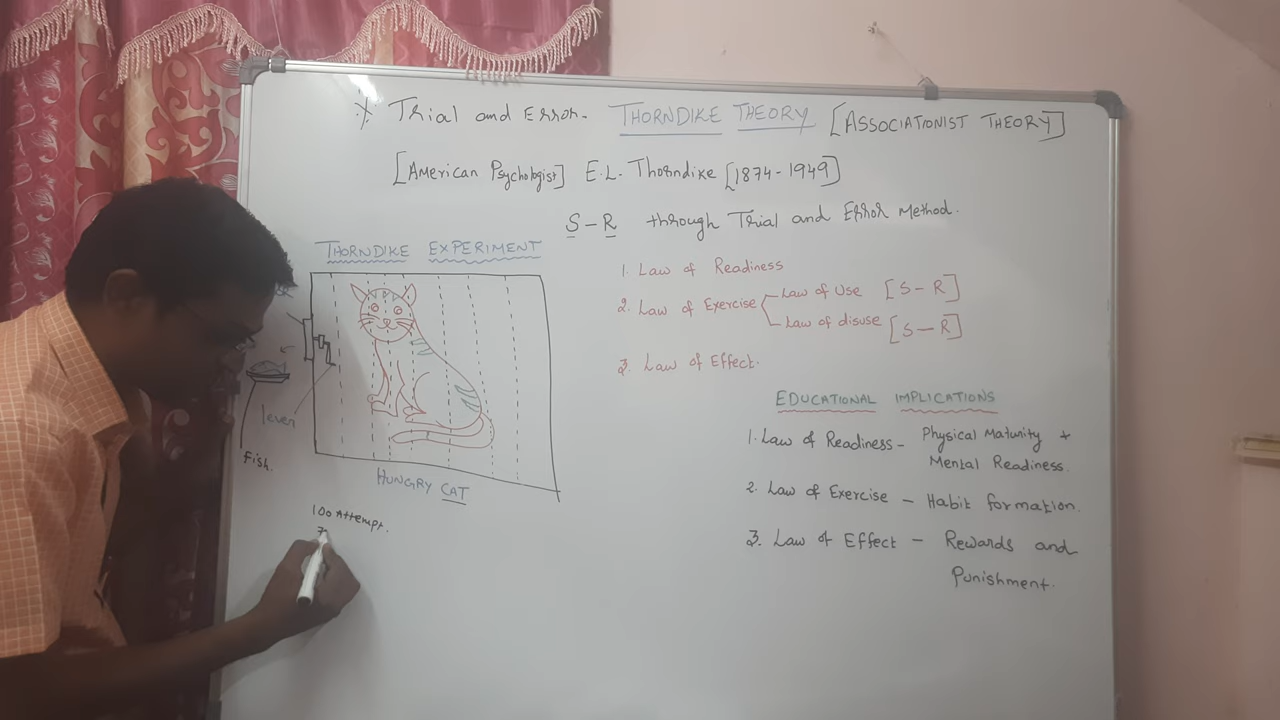 * Trial and Error. THORNDIKE THEORY [ASSOCIATIONIST THEORY]
[American Psychologist] E.L. Thorndike [1874-1949]
S-R through Trial and Error Method.
THORNDIKE EXPERIMENT
lever
fish.
HUNGRY CAT
100 Attempt.
1. Law of Readiness
2. Law of Exercise
Law of Use [S-R]
Law of disuse [S-R]
3. Law of Effect.
EDUCATIONAL IMPLICATIONS
1. Law of Readiness - Physical Maturity +
Mental Readiness.
2. Law of Exercise - Habit formation.
3. Law of Effect - Rewards and
Punishment.